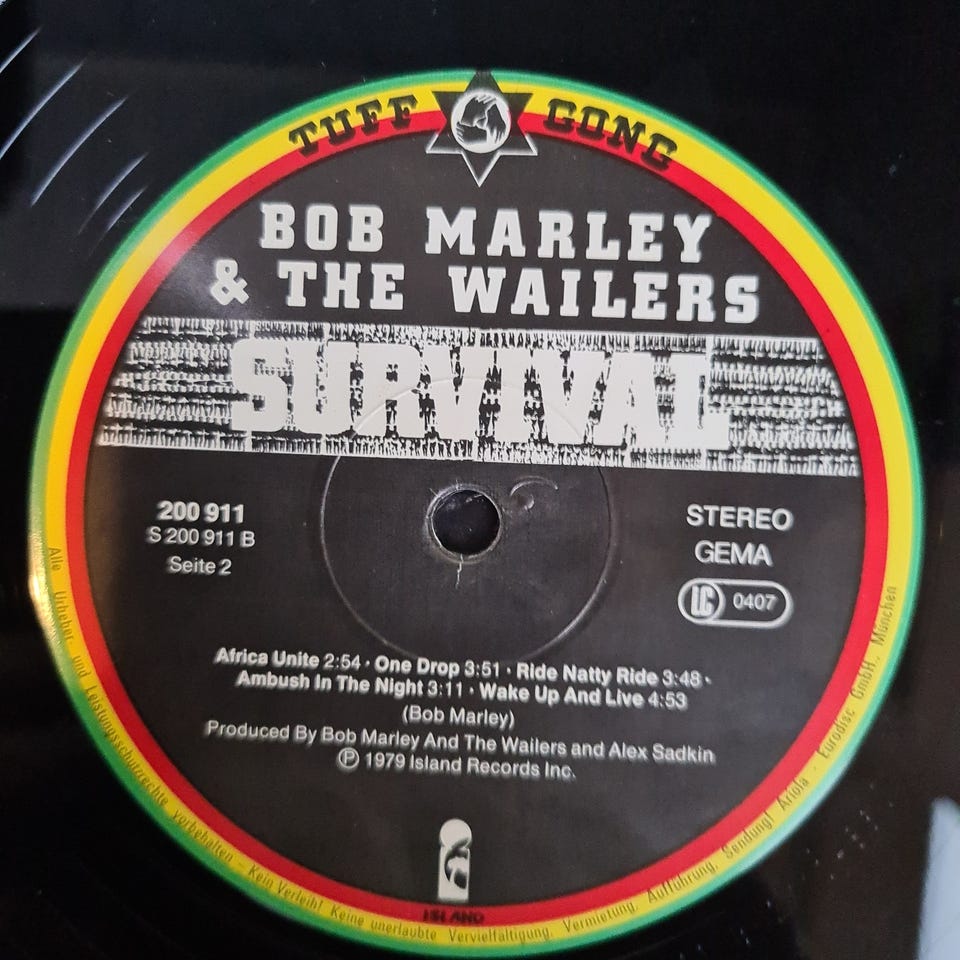 TUFF GONG
BOB MARLEY
& THE WAILERS
SURVIVAL
200 911
S 200 911 B
Seite 2
STEREO
GEMA
LC 0407
Africa Unite 2:54 · One Drop 3:51 · Ride Natty Ride 3:48 ·
Ambush In The Night 3:11 · Wake Up And Live 4:53
(Bob Marley)
Produced By Bob Marley And The Wailers and Alex Sadkin
Ⓟ 1979 Island Records Inc.
ISLAND
Alle Urheber- und Leistungsschutzrechte vorbehalten - Kein Verleih! Keine unerlaubte Vervielfältigung, Vermietung, Aufführung, Sendung! Ariola - Eurodisc GmbH., München